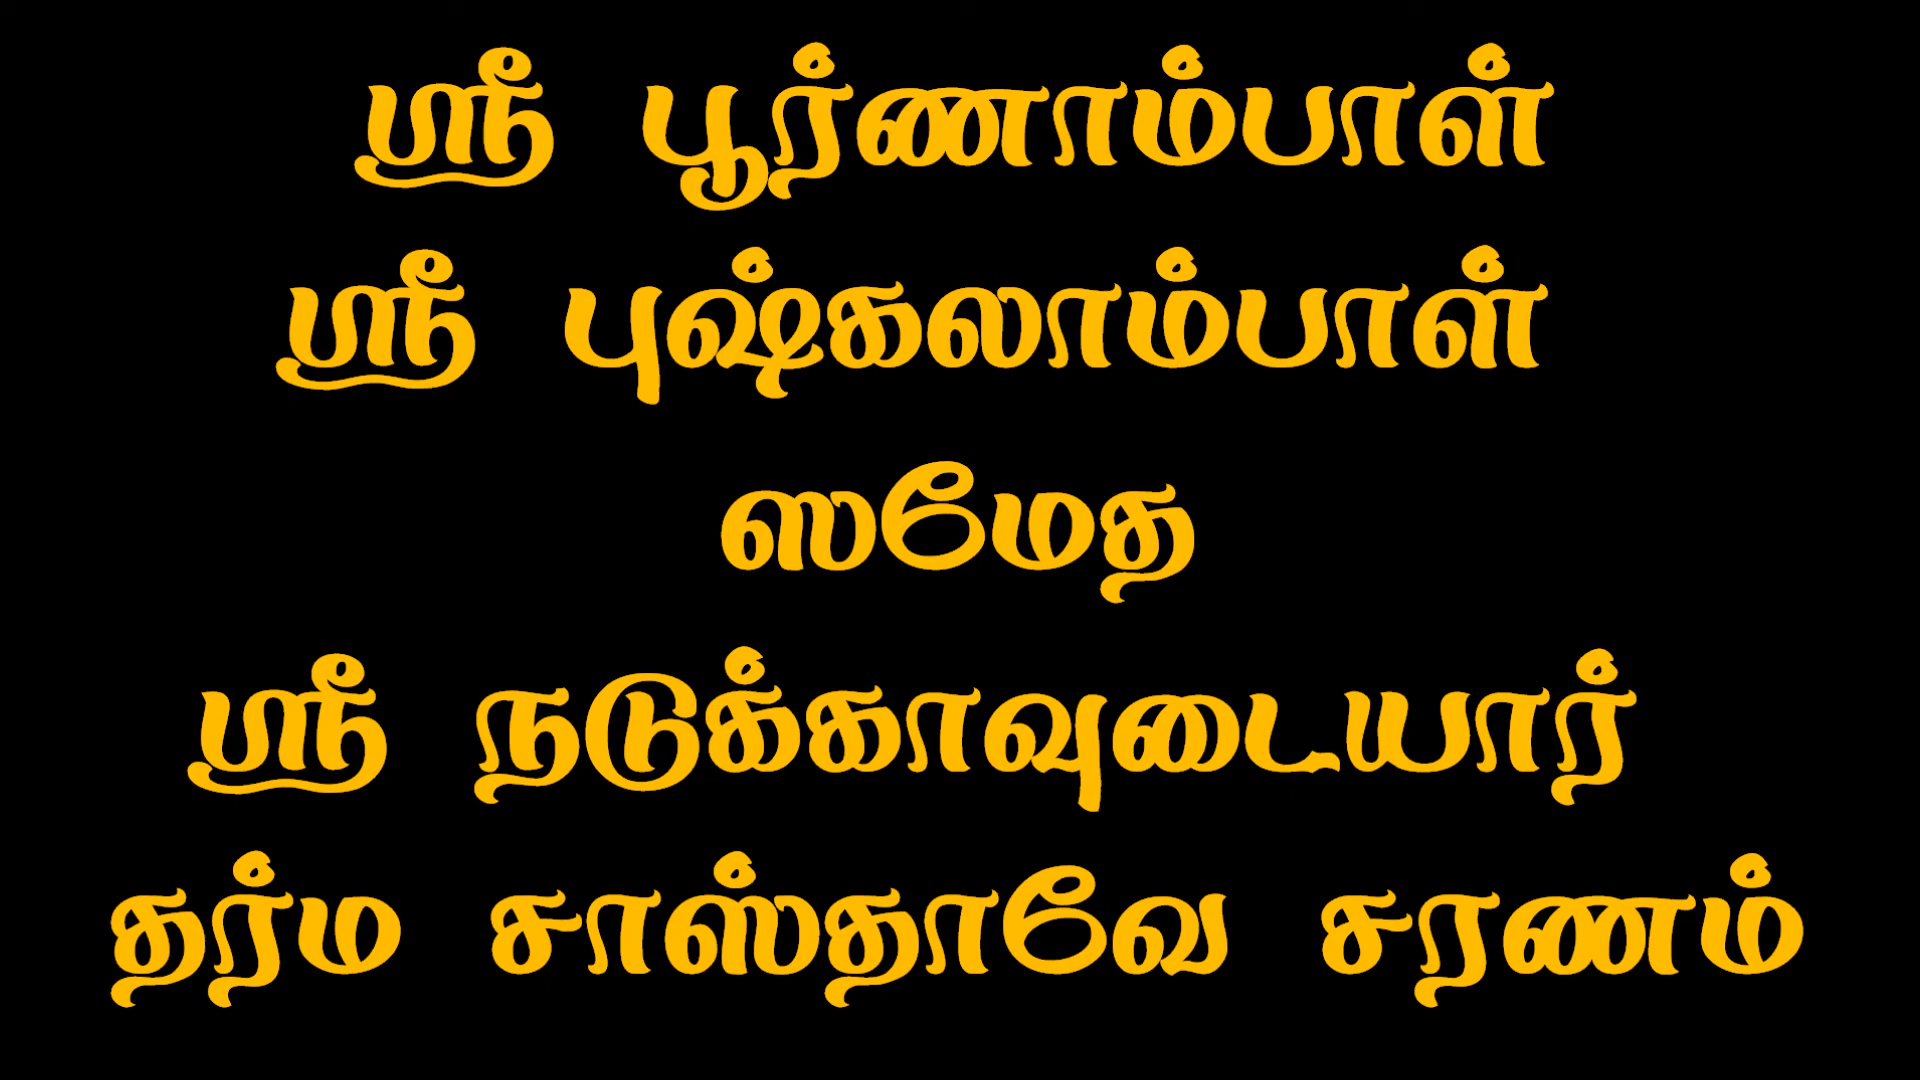 ஸ்ரீ பூர்ணாம்பாள்
ஸ்ரீ புஷ்கலாம்பாள்
ஸமேத
ஸ்ரீ நடுக்காவுடையார்
தர்ம சாஸ்தாவே சரணம்